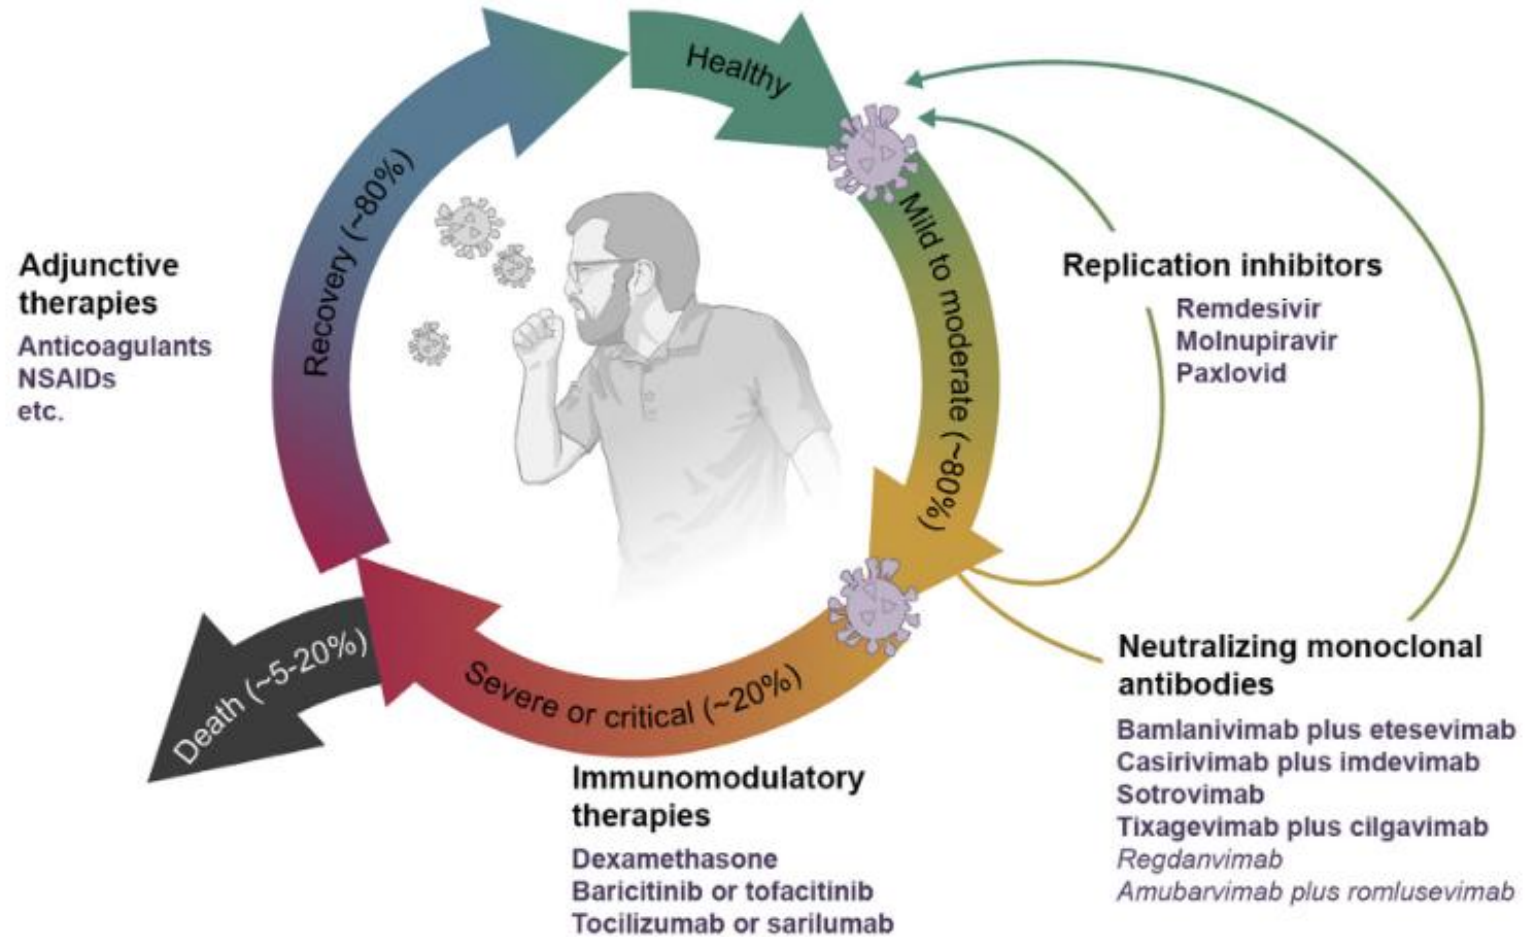 Healthy
Mild to moderate (~80%)
Severe or critical (~20%)
Death (~5-20%)
Recovery (~80%)
Adjunctive
therapies
Anticoagulants
NSAIDs
etc.
Replication inhibitors
Remdesivir
Molnupiravir
Paxlovid
Neutralizing monoclonal
antibodies
Bamlanivimab plus etesevimab
Casirivimab plus imdevimab
Sotrovimab
Tixagevimab plus cilgavimab
Regdanvimab
Amubarvimab plus romlusevimab
Immunomodulatory
therapies
Dexamethasone
Baricitinib or tofacitinib
Tocilizumab or sarilumab